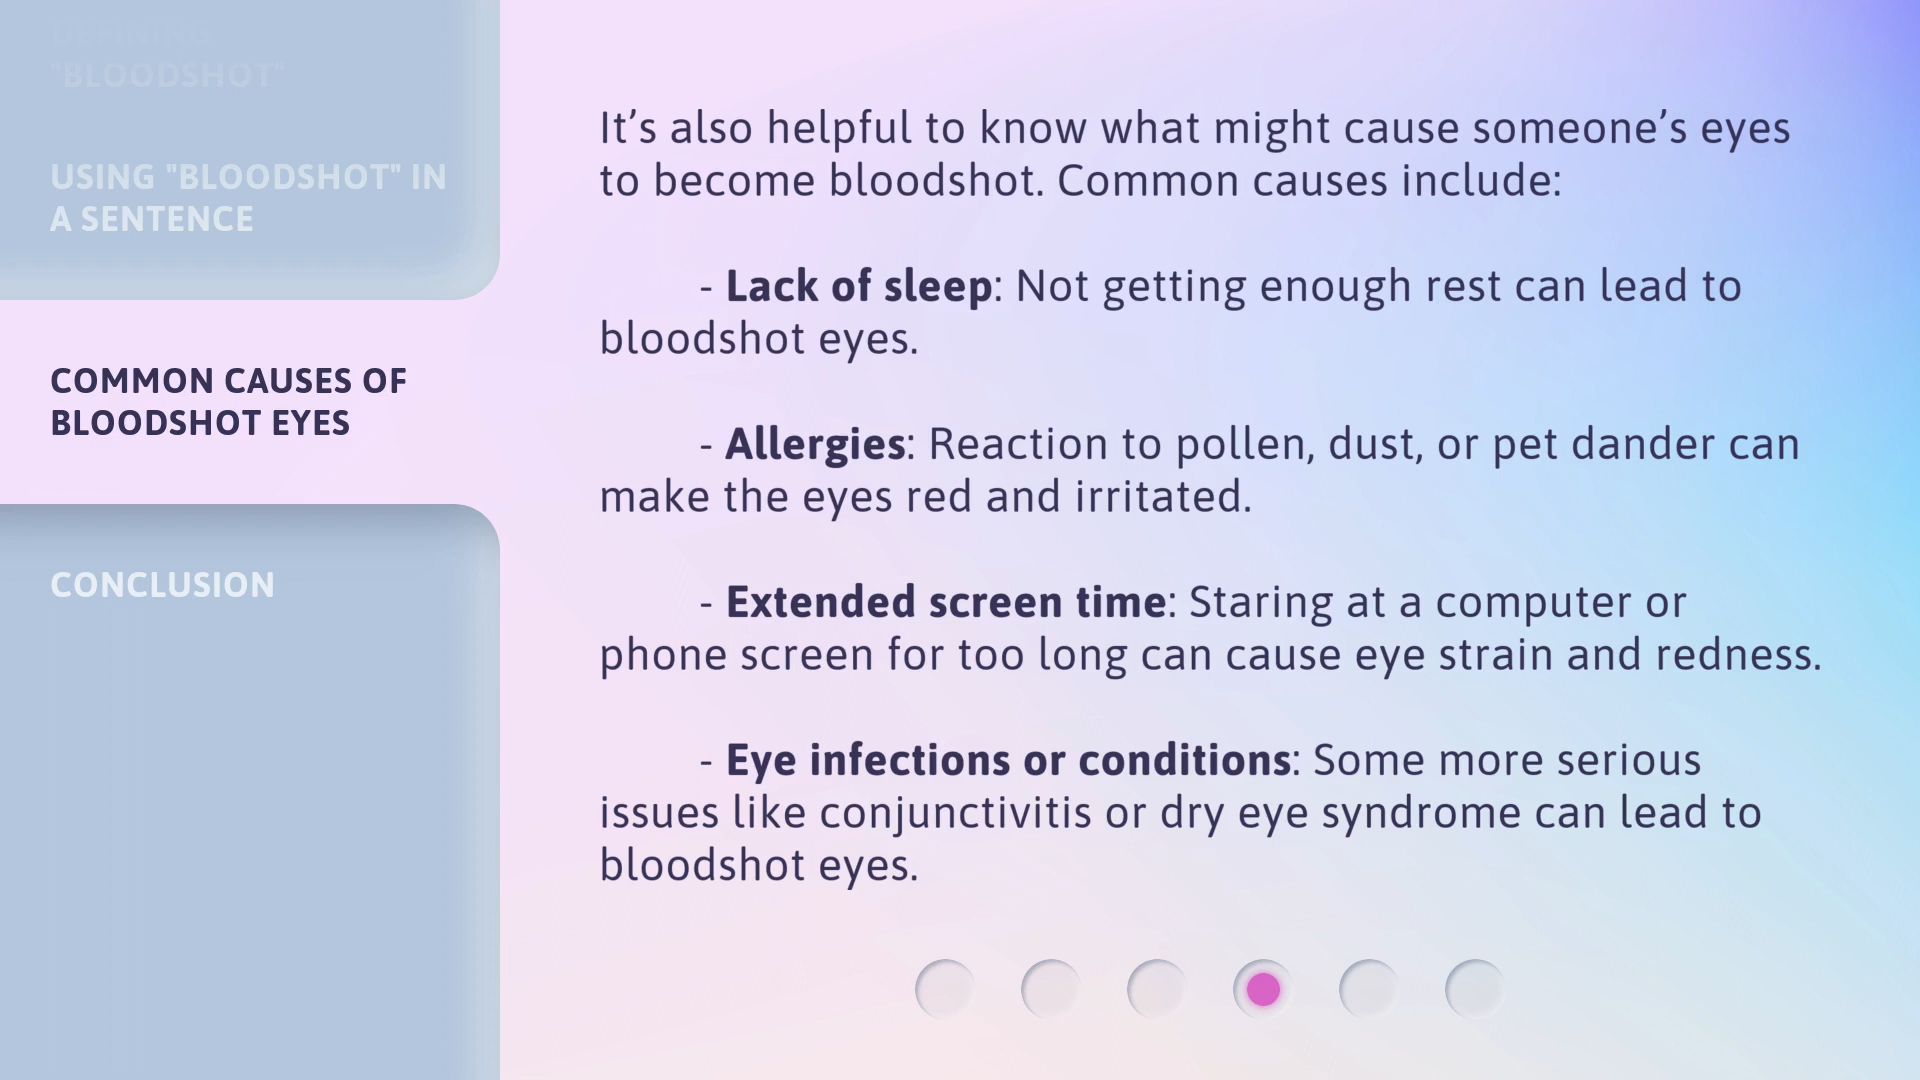 DEFINING
"BLOODSHOT"
USING "BLOODSHOT" IN
A SENTENCE
COMMON CAUSES OF
BLOODSHOT EYES
CONCLUSION
It’s also helpful to know what might cause someone’s eyes
to become bloodshot. Common causes include:
- Lack of sleep: Not getting enough rest can lead to
bloodshot eyes.
- Allergies: Reaction to pollen, dust, or pet dander can
make the eyes red and irritated.
- Extended screen time: Staring at a computer or
phone screen for too long can cause eye strain and redness.
- Eye infections or conditions: Some more serious
issues like conjunctivitis or dry eye syndrome can lead to
bloodshot eyes.